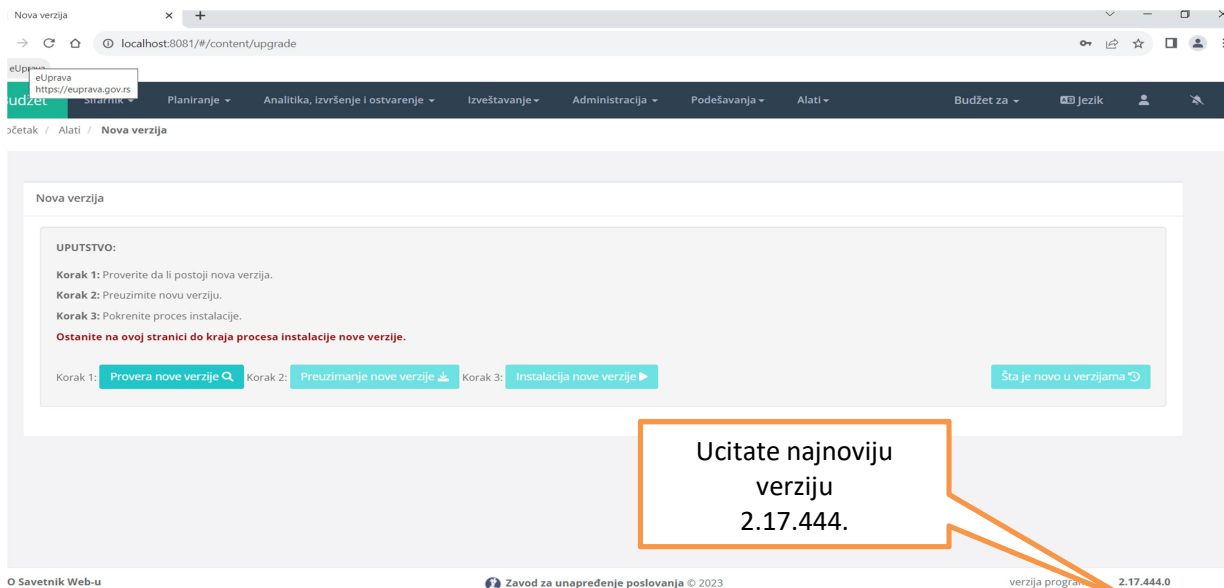 Nova verzija
localhost:8081/#/content/upgrade
eUprava
https://euprava.gov.rs
Šifarnik Planiranje Analitika, izvršenje i ostvarenje Izveštavanje Administracija Podešavanja Alati Budžet za Jezik
/ Alati / Nova verzija
Nova verzija
UPUTSTVO:
Korak 1: Proverite da li postoji nova verzija.
Korak 2: Preuzimite novu verziju.
Korak 3: Pokrenite proces instalacije.
Ostanite na ovoj stranici do kraja procesa instalacije nove verzije.
Korak 1: Provera nove verzije Korak 2: Preuzimanje nove verzije Korak 3: Instalacija nove verzije Šta je novo u verzijama
Ucitate najnoviju
verziju
2.17.444.
O Savetnik Web-u Zavod za unapređenje poslovanja © 2023 verzija 2.17.444.0